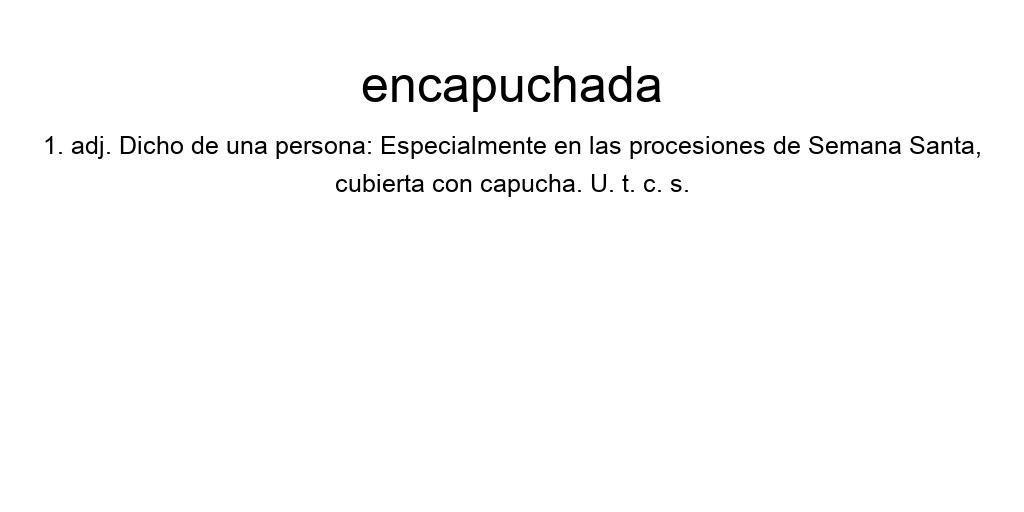 encapuchada
1. adj. Dicho de una persona: Especialmente en las procesiones de Semana Santa,
cubierta con capucha. U. t. c. s.